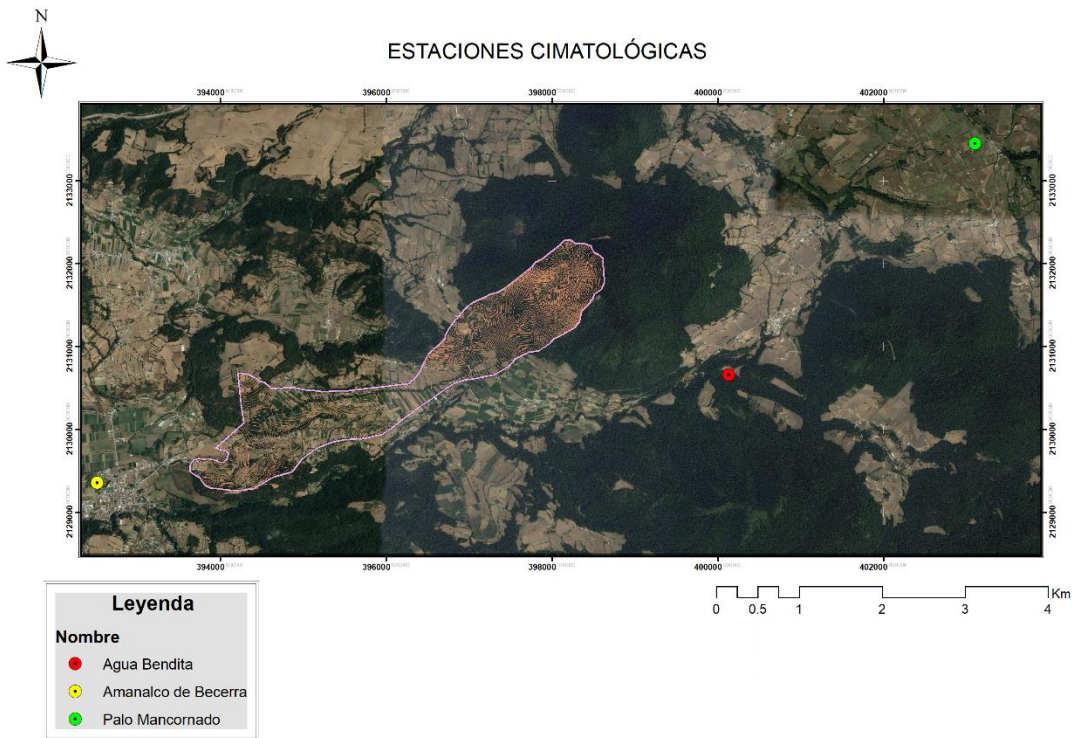 N
ESTACIONES CIMATOLÓGICAS
394000 396000 398000 400000 402000
2133000 2133000
2132000 2132000
2131000 2131000
2130000 2130000
2129000 2129000
394000 396000 398000 400000 402000
Leyenda
Nombre
Agua Bendita
Amanalco de Becerra
Palo Mancornado
Km
0 0.5 1 2 3 4